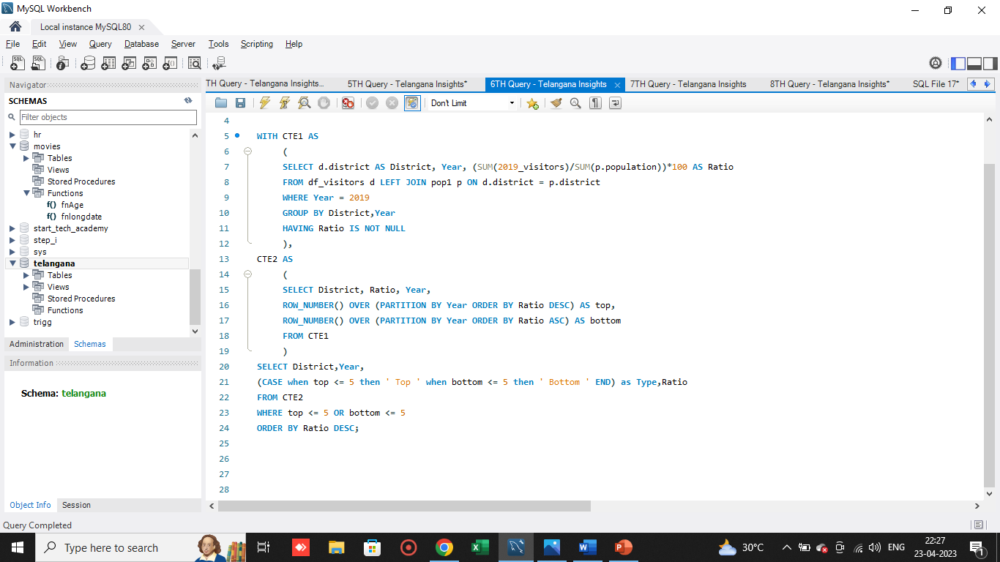 MySQL Workbench
Local instance MySQL80
File Edit View Query Database Server Tools Scripting Help
Navigator
SCHEMAS
Filter objects
hr
movies
Tables
Views
Stored Procedures
Functions
f() fnAge
f() fnlongdate
start_tech_academy
step_i
sys
telangana
Tables
Views
Stored Procedures
Functions
trigg
Administration Schemas
Information
Schema: telangana
Object Info Session
TH Query - Telangana Insights... 5TH Query - Telangana Insights* 6TH Query - Telangana Insights 7TH Query - Telangana Insights 8TH Query - Telangana Insights* SQL File 17*
Don't Limit
4
5 WITH CTE1 AS
6 (
7 SELECT d.district AS District, Year, (SUM(2019_visitors)/SUM(p.population))*100 AS Ratio
8 FROM df_visitors d LEFT JOIN pop1 p ON d.district = p.district
9 WHERE Year = 2019
10 GROUP BY District,Year
11 HAVING Ratio IS NOT NULL
12 ),
13 CTE2 AS
14 (
15 SELECT District, Ratio, Year,
16 ROW_NUMBER() OVER (PARTITION BY Year ORDER BY Ratio DESC) AS top,
17 ROW_NUMBER() OVER (PARTITION BY Year ORDER BY Ratio ASC) AS bottom
18 FROM CTE1
19 )
20 SELECT District,Year,
21 (CASE when top <= 5 then ' Top ' when bottom <= 5 then ' Bottom ' END) as Type,Ratio
22 FROM CTE2
23 WHERE top <= 5 OR bottom <= 5
24 ORDER BY Ratio DESC;
25
26
27
28
Query Completed
Type here to search
30°C
ENG
22:27
23-04-2023
1